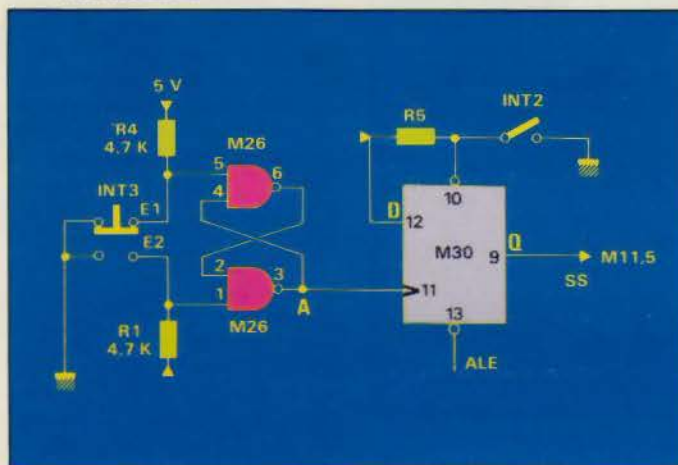 5 V
R4
4.7 K
M26
INT3
E1
E2
5
4
6
2
1
3
A
M26
R1
4.7 K
R5
INT2
D
12
10
M30
9
Q
M11.5
SS
11
13
ALE